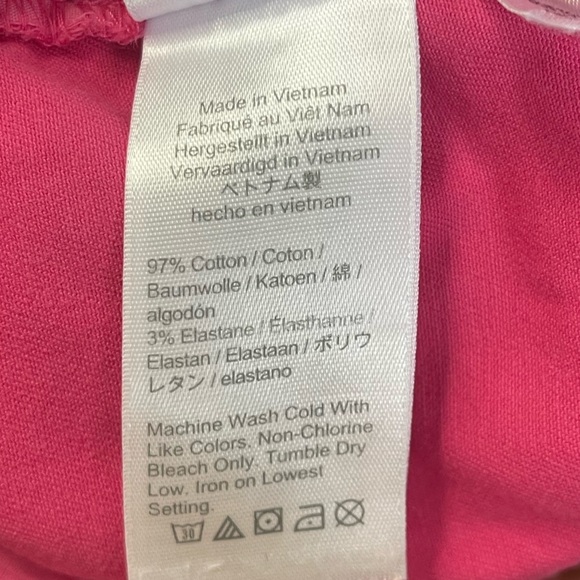 Made in Vietnam
Fabriqué au Việt Nam
Hergestellt in Vietnam
Vervaardigd in Vietnam
ベトナム製
hecho en vietnam
97% Cotton / Coton /
Baumwolle / Katoen / 綿 /
algodón
3% Elastane / Élasthanne /
Elastan / Elastaan / ポリウ
レタン / elastano
Machine Wash Cold With
Like Colors. Non-Chlorine
Bleach Only. Tumble Dry
Low. Iron on Lowest
Setting.
30